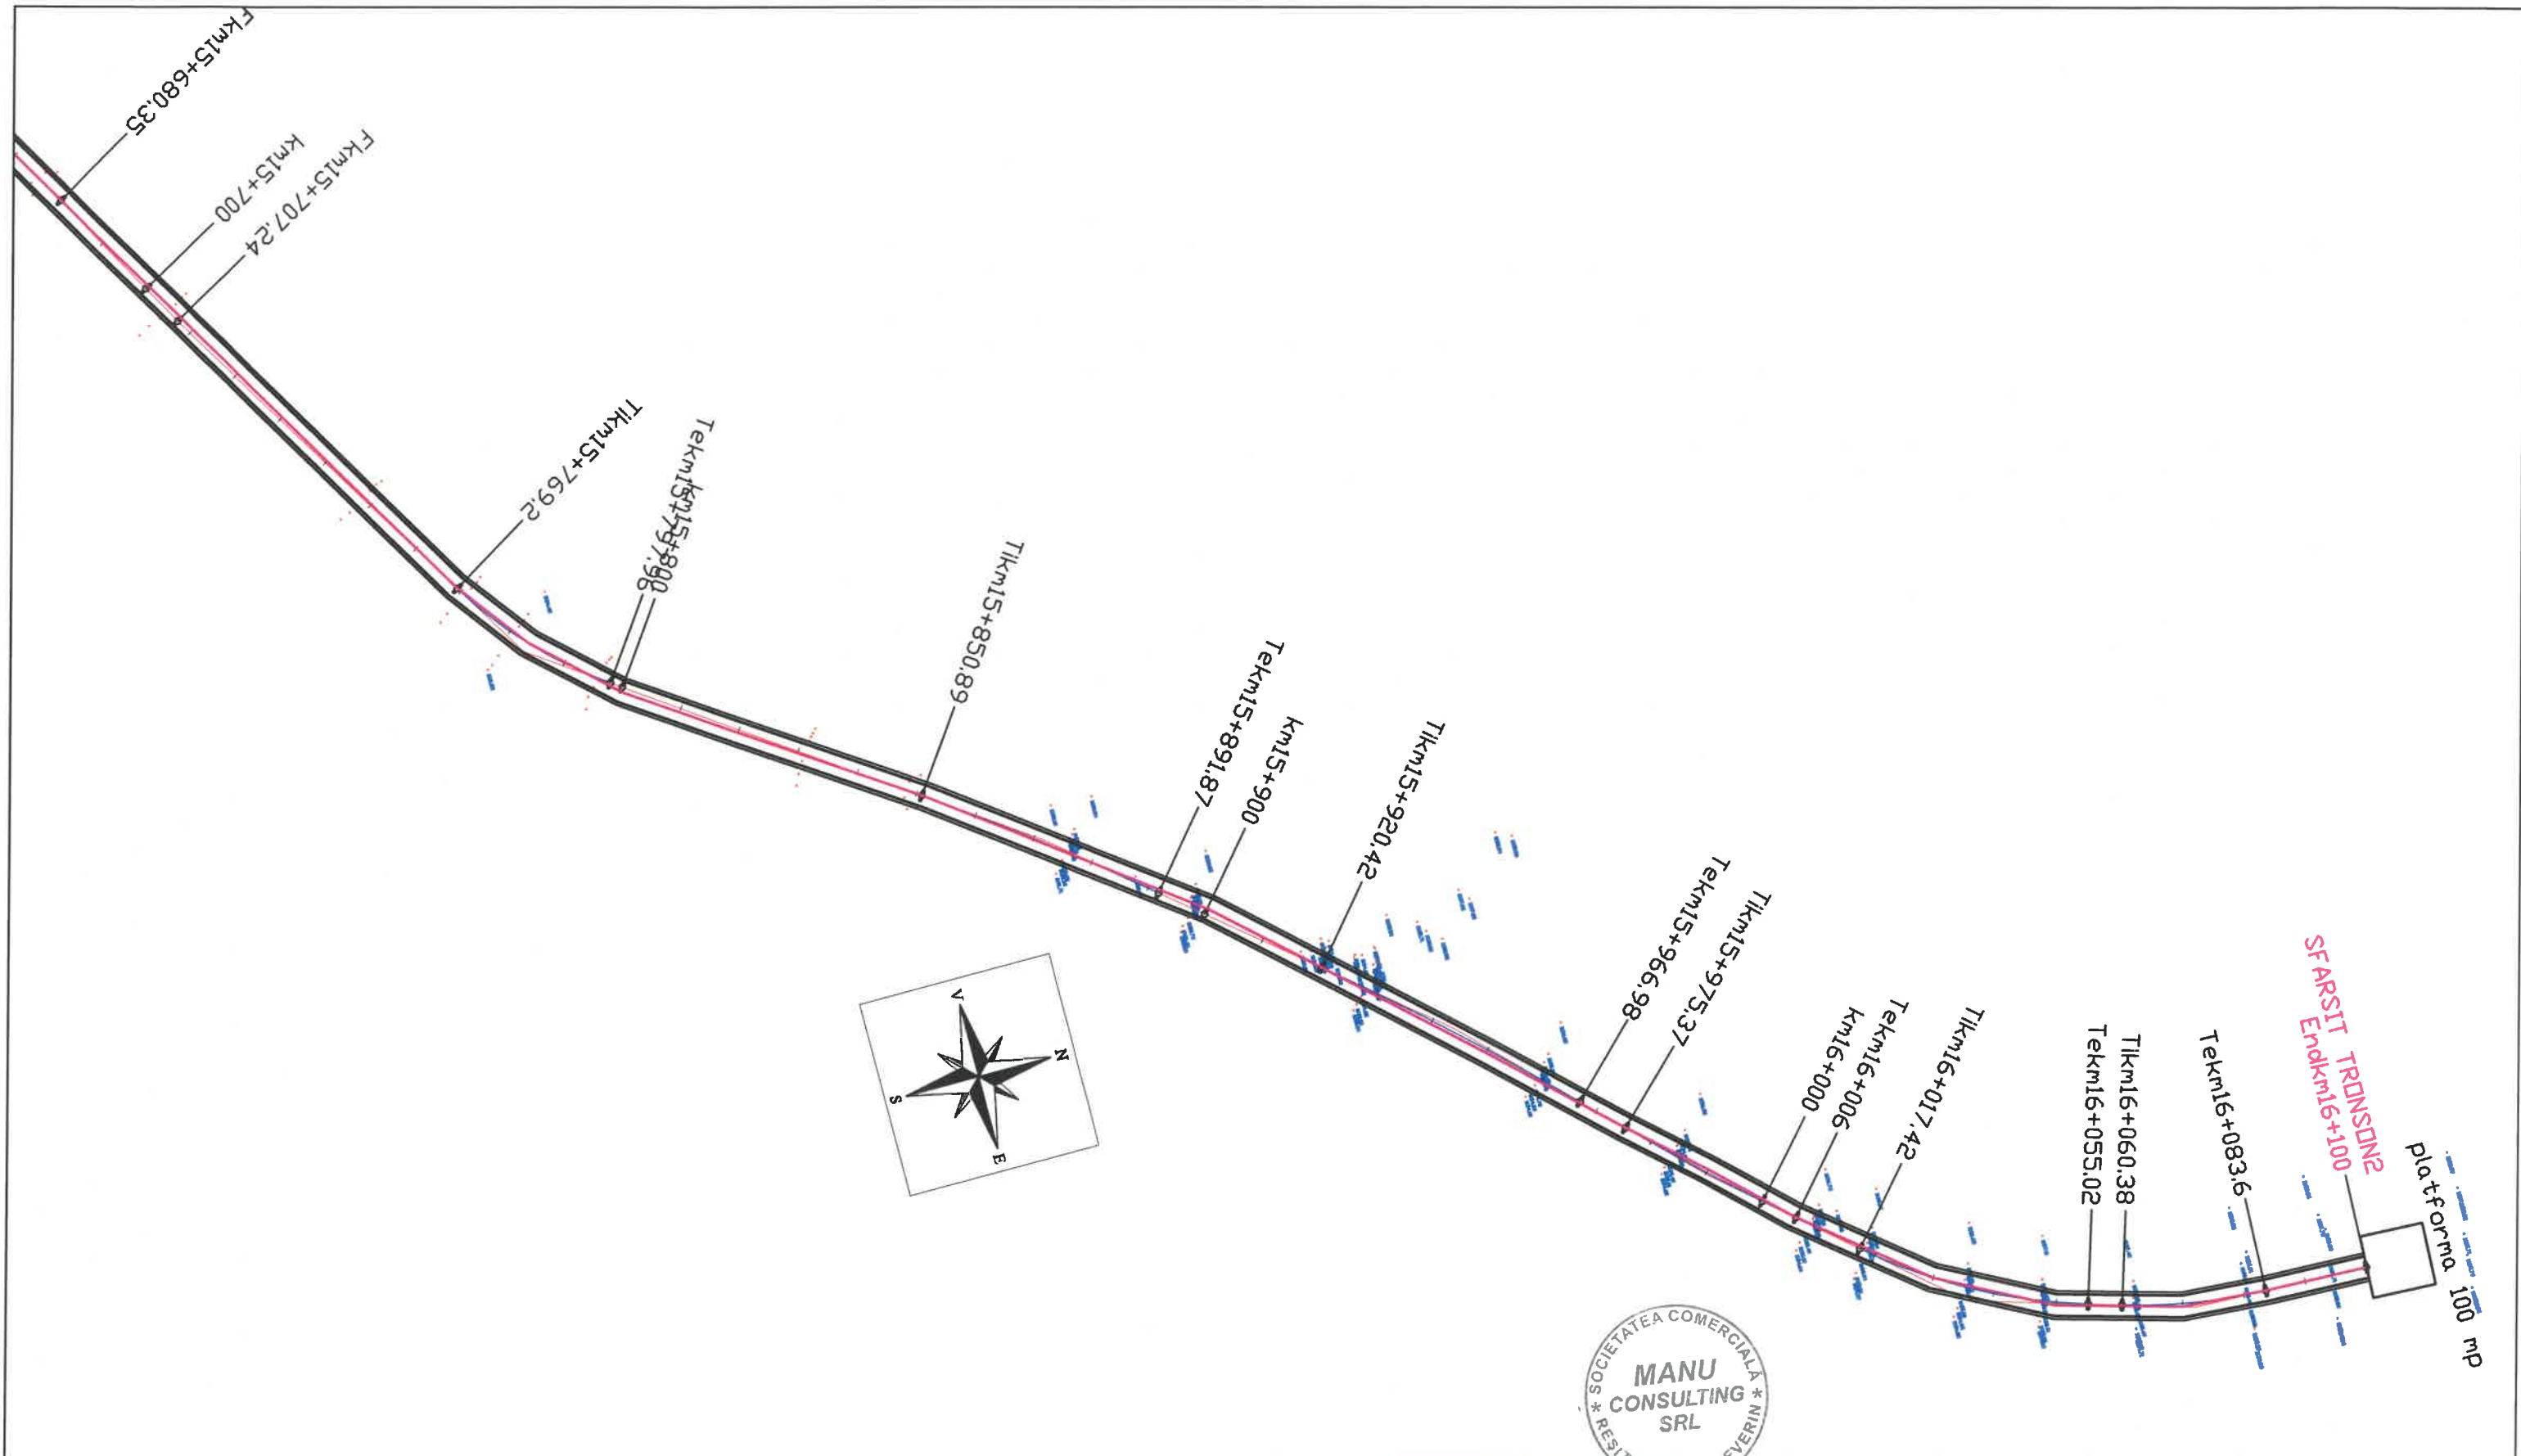 Fkm15+680.35
km15+700
Fkm15+707.24
Tikm15+769.2
Tekm15+797.96
km15+800
Tikm15+850.89
Tekm15+891.87
km15+900
Tikm15+920.42
Tekm15+966.98
Tikm15+975.37
km16+000
Tekm16+006
Tikm16+017.42
Tekm16+055.02
Tikm16+060.38
Tekm16+083.6
SFARSIT TRONSON2
Endkm16+100
platforma 100 mp
V
N
S
E
* SOCIETATEA COMERCIALĂ *
MANU
CONSULTING
SRL